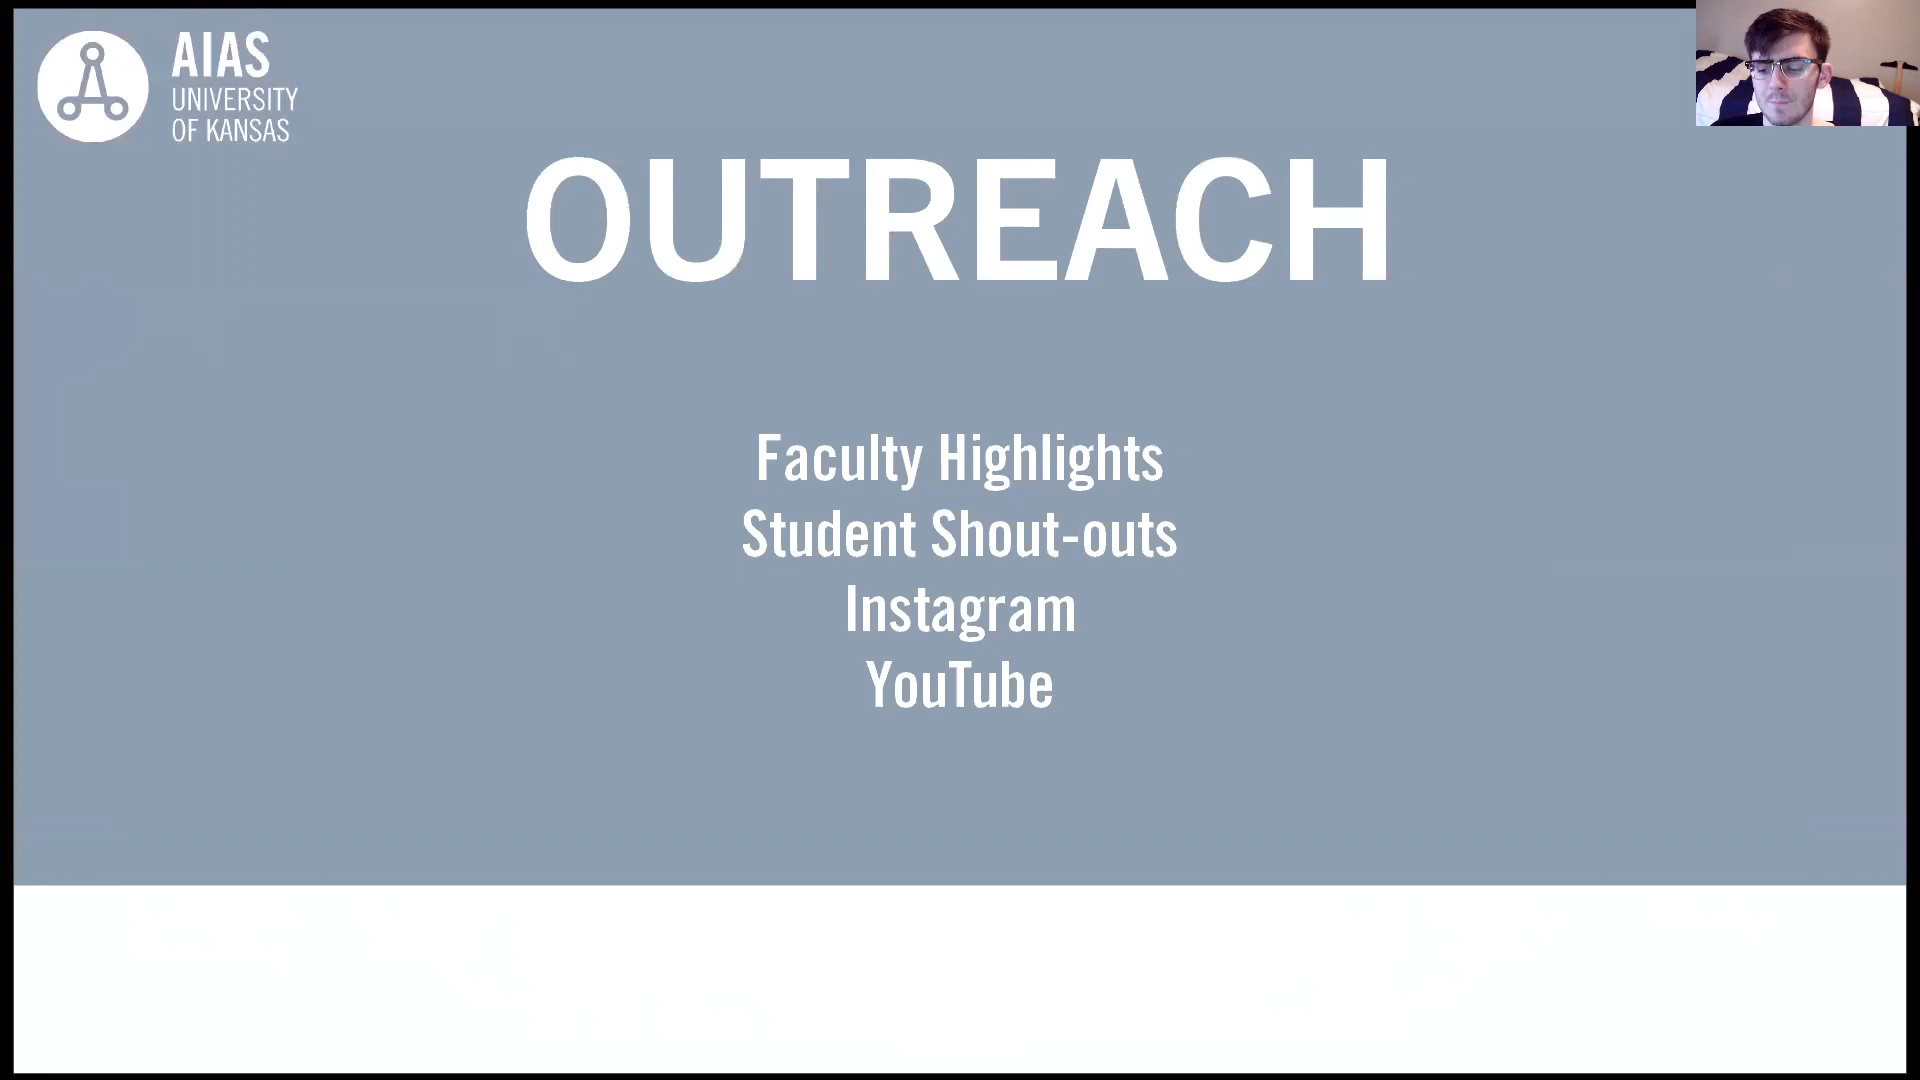 AIAS
UNIVERSITY
OF KANSAS
OUTREACH
Faculty Highlights
Student Shout-outs
Instagram
YouTube